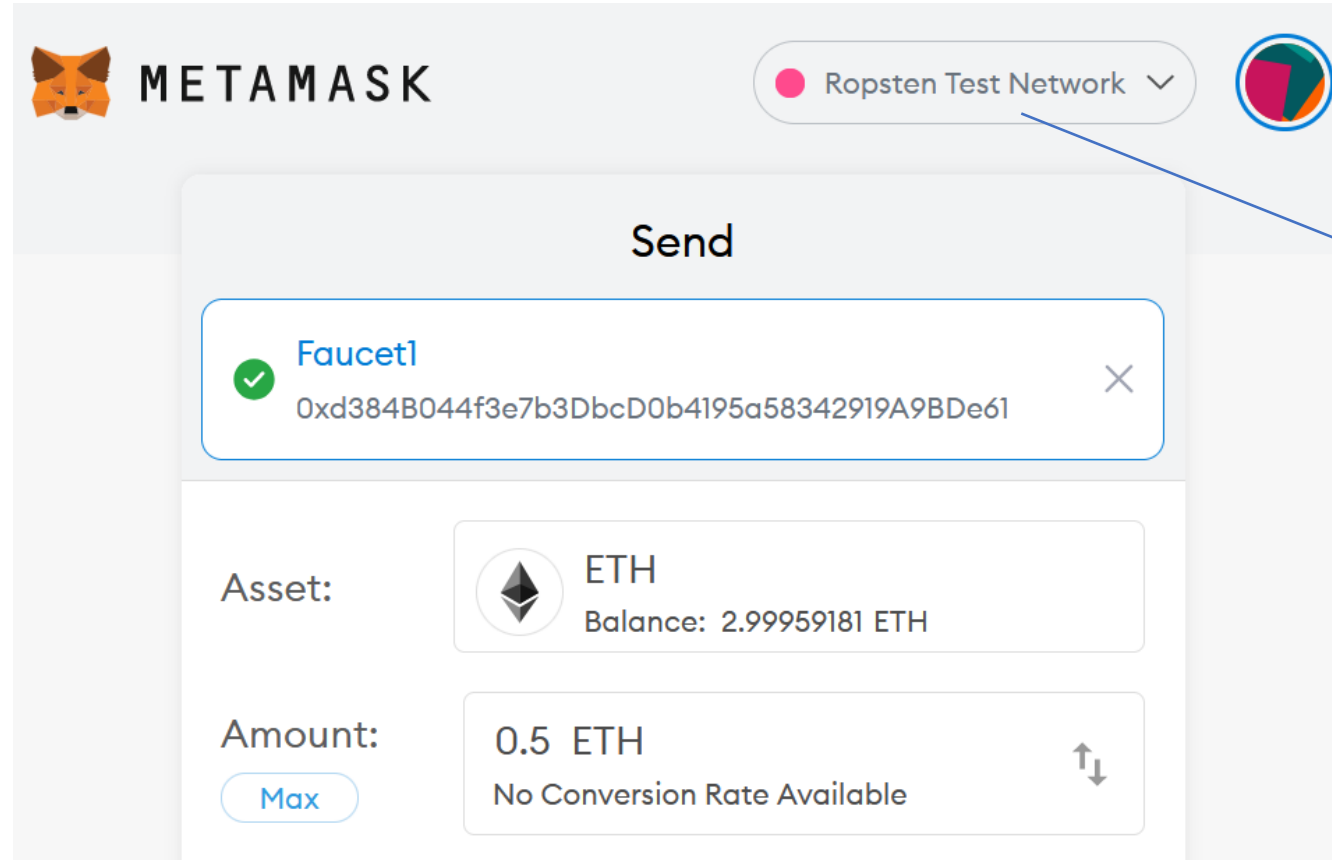 METAMASK
Ropsten Test Network
Send
Faucet1
0xd384B044f3e7b3DbcD0b4195a58342919A9BDe61
Asset:
ETH
Balance: 2.99959181 ETH
Amount:
0.5 ETH
Max
No Conversion Rate Available